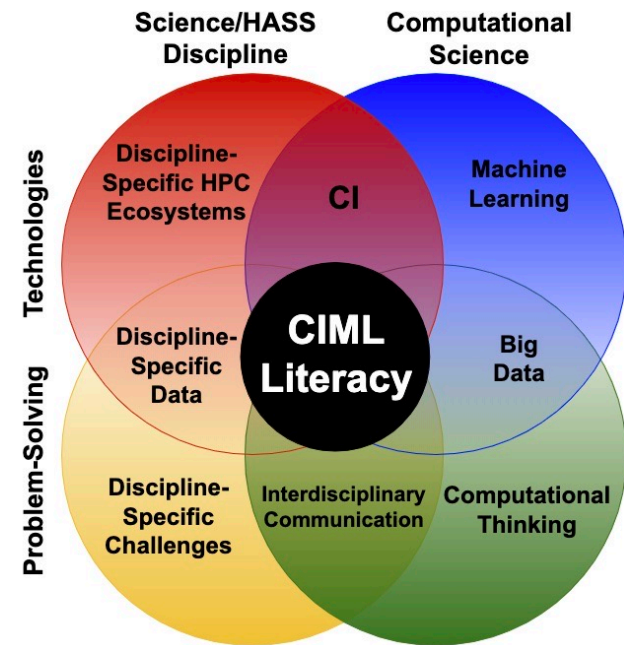 Science/HASS
Discipline
Computational
Science
Technologies
Discipline-
Specific HPC
Ecosystems
CI
Machine
Learning
Discipline-
Specific
Data
CIML
Literacy
Big
Data
Problem-Solving
Discipline-
Specific
Challenges
Interdisciplinary
Communication
Computational
Thinking